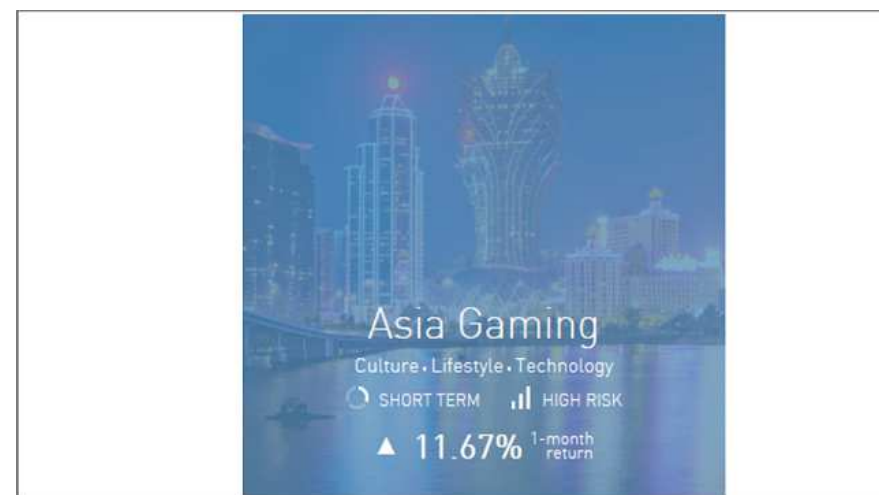 Asia Gaming
Culture • Lifestyle • Technology
SHORT TERM HIGH RISK
▲ 11.67% 1-month return